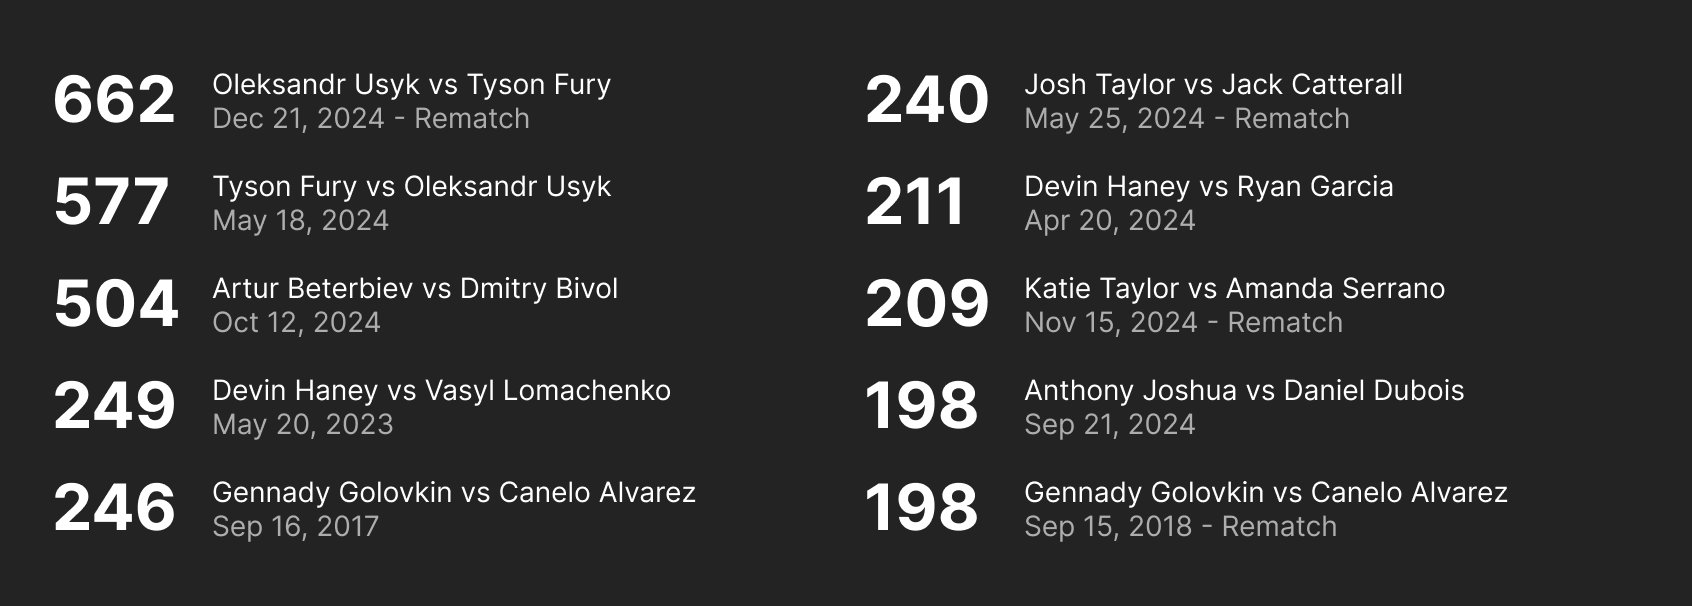 662
Oleksandr Usyk vs Tyson Fury
Dec 21, 2024 - Rematch
577
Tyson Fury vs Oleksandr Usyk
May 18, 2024
504
Artur Beterbiev vs Dmitry Bivol
Oct 12, 2024
249
Devin Haney vs Vasyl Lomachenko
May 20, 2023
246
Gennady Golovkin vs Canelo Alvarez
Sep 16, 2017
240
Josh Taylor vs Jack Catterall
May 25, 2024 - Rematch
211
Devin Haney vs Ryan Garcia
Apr 20, 2024
209
Katie Taylor vs Amanda Serrano
Nov 15, 2024 - Rematch
198
Anthony Joshua vs Daniel Dubois
Sep 21, 2024
198
Gennady Golovkin vs Canelo Alvarez
Sep 15, 2018 - Rematch